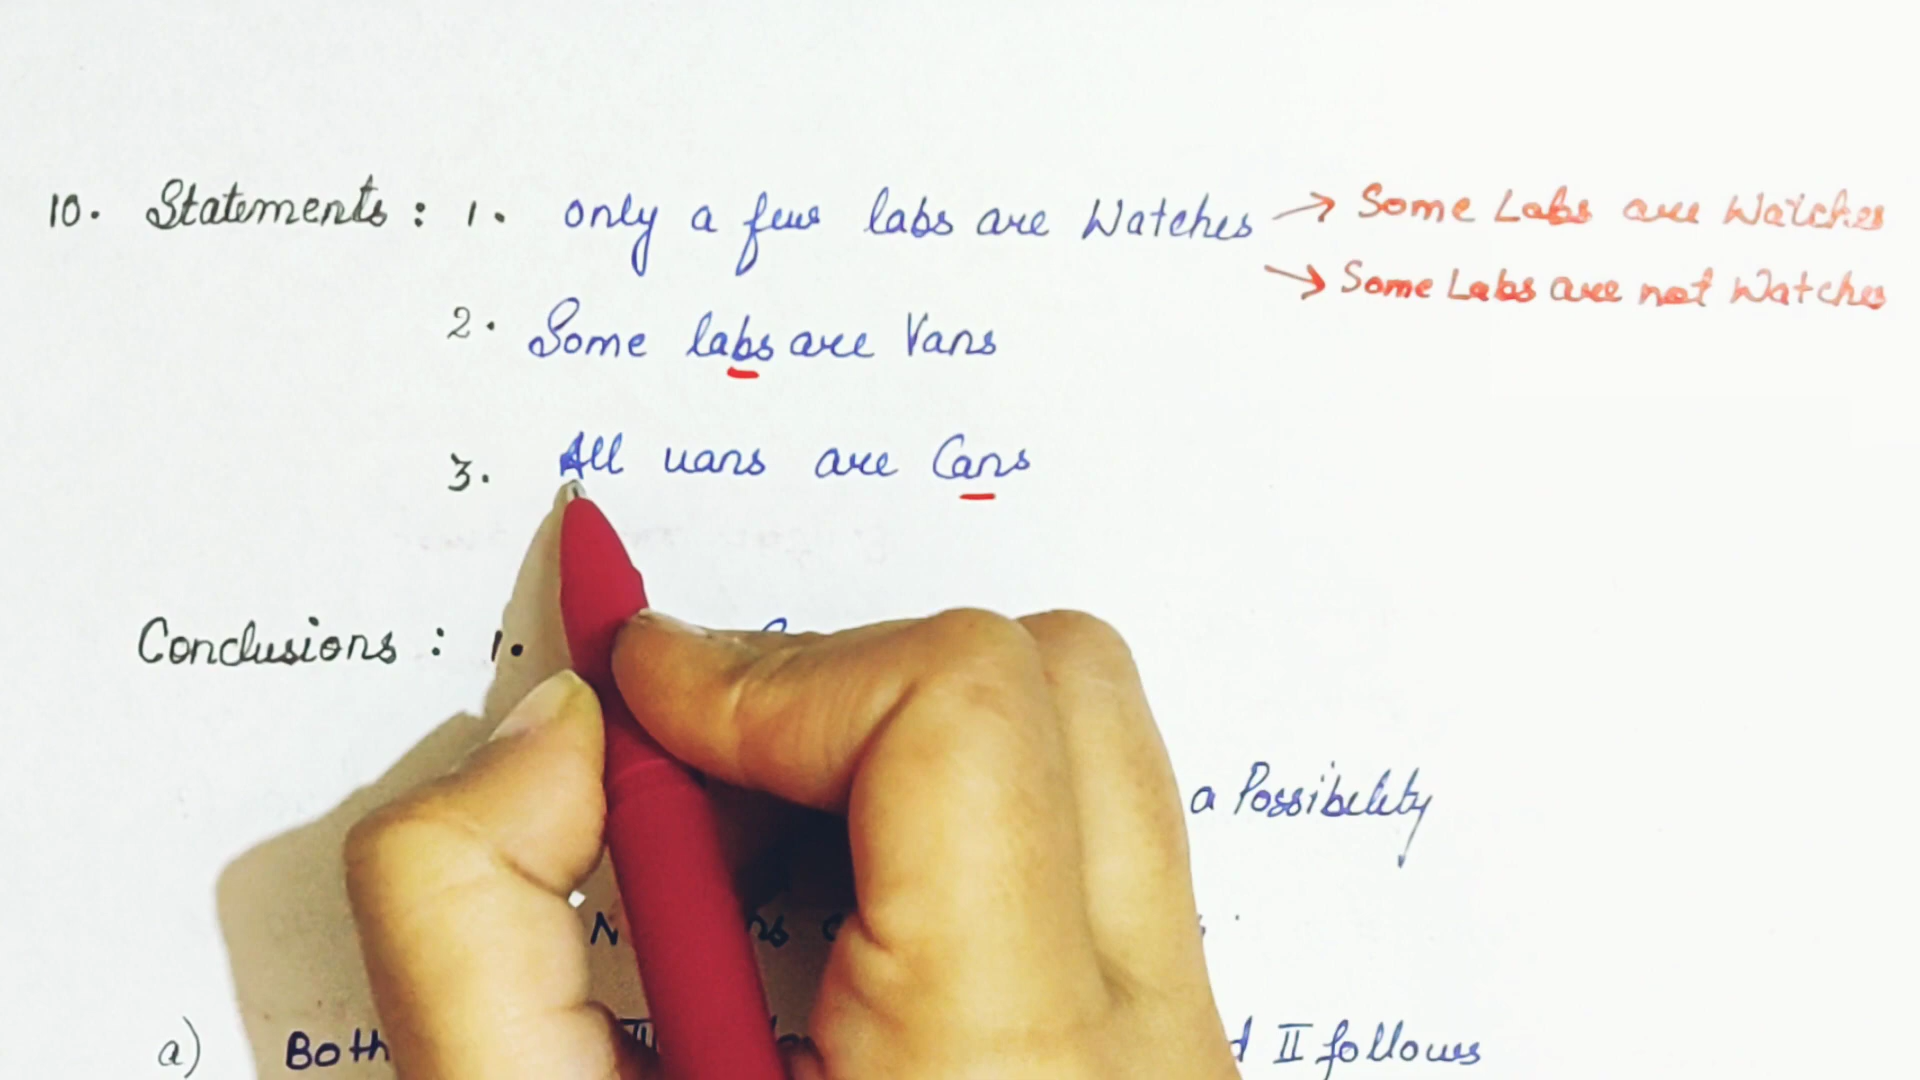 10. Statements : 1. only a few labs are Watches → Some Labs are Watches
→ Some Labs are not Watches
2. Some labs are Vans
3. All vans are Cans
Conclusions : 1.
a Possibility
a) Both II follows